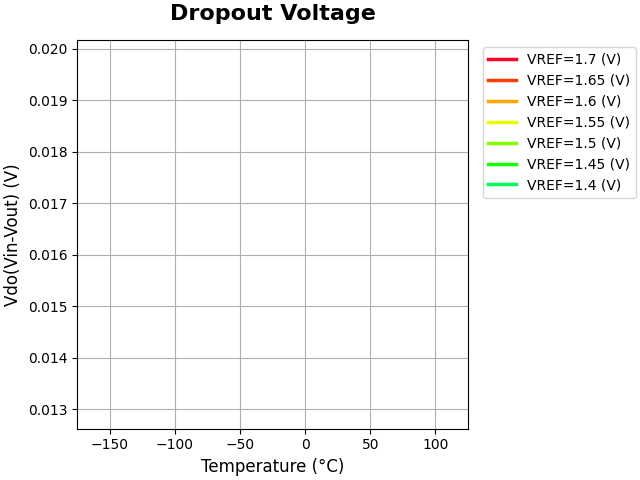 Dropout Voltage
0.020
0.019
0.018
0.017
0.016
0.015
0.014
0.013
Vdo(Vin-Vout) (V)
−150
−100
−50
0
50
100
Temperature (°C)
VREF=1.7 (V)
VREF=1.65 (V)
VREF=1.6 (V)
VREF=1.55 (V)
VREF=1.5 (V)
VREF=1.45 (V)
VREF=1.4 (V)